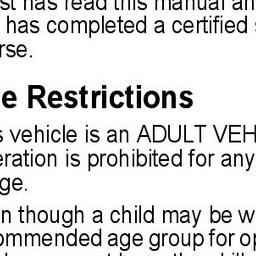 st has read this manual an
has completed a certified
rse.
e Restrictions
s vehicle is an ADULT VEH
eration is prohibited for any
ge.
n though a child may be w
ommended age group for op